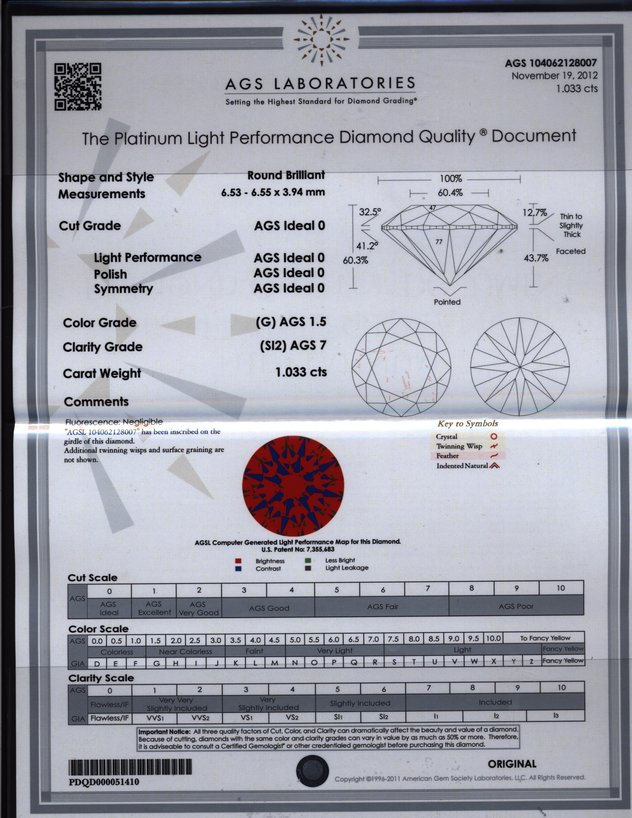 AGS 104062128007
November 19, 2012
1.033 cts
AGS LABORATORIES
Setting the Highest Standard for Diamond Grading®
The Platinum Light Performance Diamond Quality ® Document
Shape and Style Round Brilliant
Measurements 6.53 - 6.55 x 3.94 mm
Cut Grade AGS Ideal 0
Light Performance AGS Ideal 0
Polish AGS Ideal 0
Symmetry AGS Ideal 0
Color Grade (G) AGS 1.5
Clarity Grade (SI2) AGS 7
Carat Weight 1.033 cts
Comments
Fluorescence: Negligible
"AGSL 104062128007" has been inscribed on the
girdle of this diamond.
Additional twinning wisps and surface graining are
not shown.
100%
60.4%
32.5°
47
12.7%
Thin to
Slightly
Thick
41.2°
77
60.3%
43.7%
Faceted
Pointed
Key to Symbols
Crystal
Twinning Wisp
Feather
Indented Natural
AGSL Computer Generated Light Performance Map for this Diamond.
U.S. Patent No: 7,355,683
Brightness Less Bright
Contrast Light Leakage
Cut Scale
AGS 0 1 2 3 4 5 6 7 8 9 10
AGS Ideal AGS Excellent AGS Very Good AGS Good AGS Fair AGS Poor
Color Scale
AGS 0.0 0.5 1.0 1.5 2.0 2.5 3.0 3.5 4.0 4.5 5.0 5.5 6.0 6.5 7.0 7.5 8.0 8.5 9.0 9.5 10.0 To Fancy Yellow
Colorless Near Colorless Faint Very Light Light Fancy Yellow
GIA D E F G H I J K L M N O P Q R S T U V W X Y Z Fancy Yellow
Clarity Scale
AGS 0 1 2 3 4 5 6 7 8 9 10
Flawless/IF Very Very Slightly Included Very Slightly Included Slightly Included Included
GIA Flawless/IF VVS1 VVS2 VS1 VS2 SI1 SI2 I1 I2 I3
Important Notice: All three quality factors of Cut, Color, and Clarity can dramatically affect the beauty and value of a diamond.
Because of cutting, diamonds with the same color and clarity grades can vary in value by as much as 50% or more. Therefore,
it is adviseable to consult a Certified Gemologist® or other credentialed gemologist before purchasing this diamond.
PDQD000051410
ORIGINAL
Copyright ©1996-2011 American Gem Society Laboratories, LLC. All Rights Reserved.